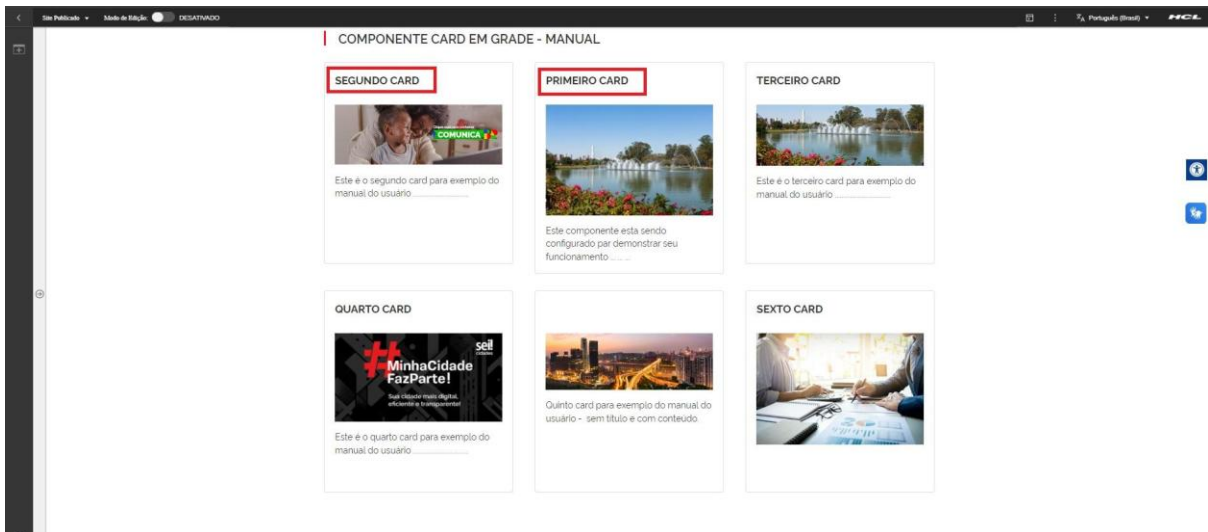 Site Publicado
Modo de Edição:
DESATIVADO
Português (Brasil)
HCL
COMPONENTE CARD EM GRADE - MANUAL
SEGUNDO CARD
COMUNICA
Este é o segundo card para exemplo do
manual do usuário
PRIMEIRO CARD
Este componente esta sendo
configurado par demonstrar seu
funcionamento
TERCEIRO CARD
Este é o terceiro card para exemplo do
manual do usuário
QUARTO CARD
sei!
cidades
#MinhaCidade
FazParte!
Sua cidade mais digital,
eficiente e transparente!
Este é o quarto card para exemplo do
manual do usuário
Quinto card para exemplo do manual do
usuário - sem titulo e com conteúdo.
SEXTO CARD